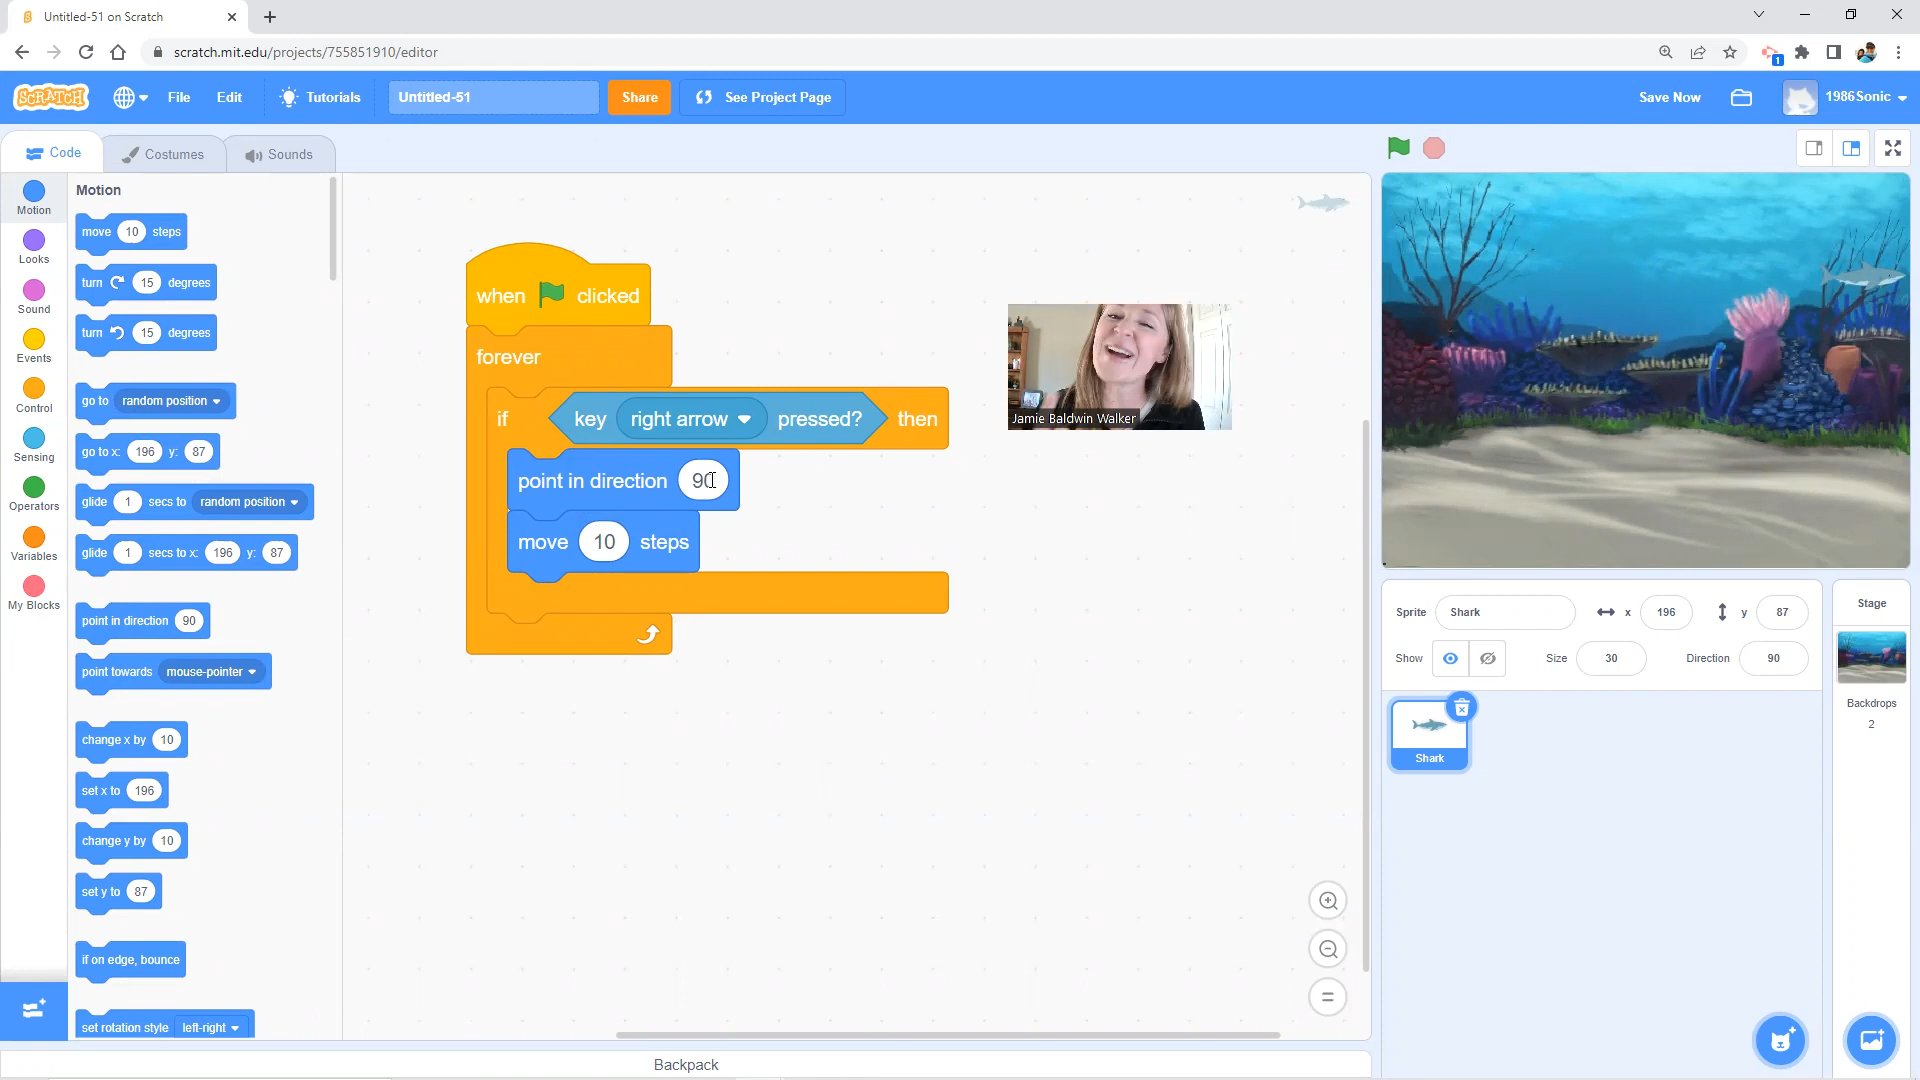 Untitled-51 on Scratch
scratch.mit.edu/projects/755851910/editor
1
SCRATCH
File
Edit
Tutorials
Untitled-51
Share
See Project Page
Save Now
1986Sonic
Code
Costumes
Sounds
Motion
Looks
Sound
Events
Control
Sensing
Operators
Variables
My Blocks
Motion
move 10 steps
turn 15 degrees
turn 15 degrees
go to random position
go to x: 196 y: 87
glide 1 secs to random position
glide 1 secs to x: 196 y: 87
point in direction 90
point towards mouse-pointer
change x by 10
set x to 196
change y by 10
set y to 87
if on edge, bounce
set rotation style left-right
when clicked
forever
if key right arrow pressed? then
point in direction 90
move 10 steps
Jamie Baldwin Walker
Sprite Shark x 196 y 87
Show Size 30 Direction 90
Shark
Stage
Backdrops
2
Backpack